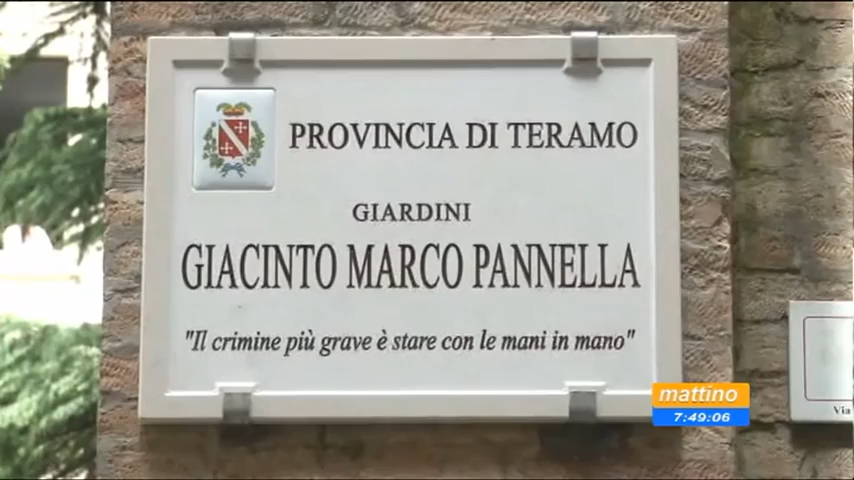 PROVINCIA DI TERAMO
GIARDINI
GIACINTO MARCO PANNELLA
"Il crimine più grave è stare con le mani in mano"
mattino
7:49:06
Via